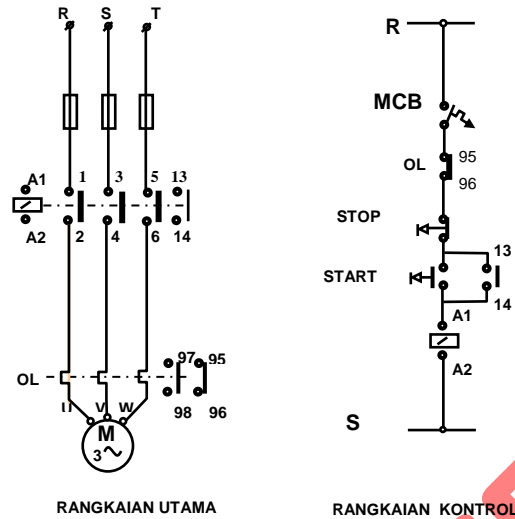 R S T
A1 1 3 5 13
A2 2 4 6 14
OL 97 95
U V W 98 96
M
3
RANGKAIAN UTAMA
R
MCB
OL 95
96
STOP
13
START
14
A1
A2
S
RANGKAIAN KONTROL